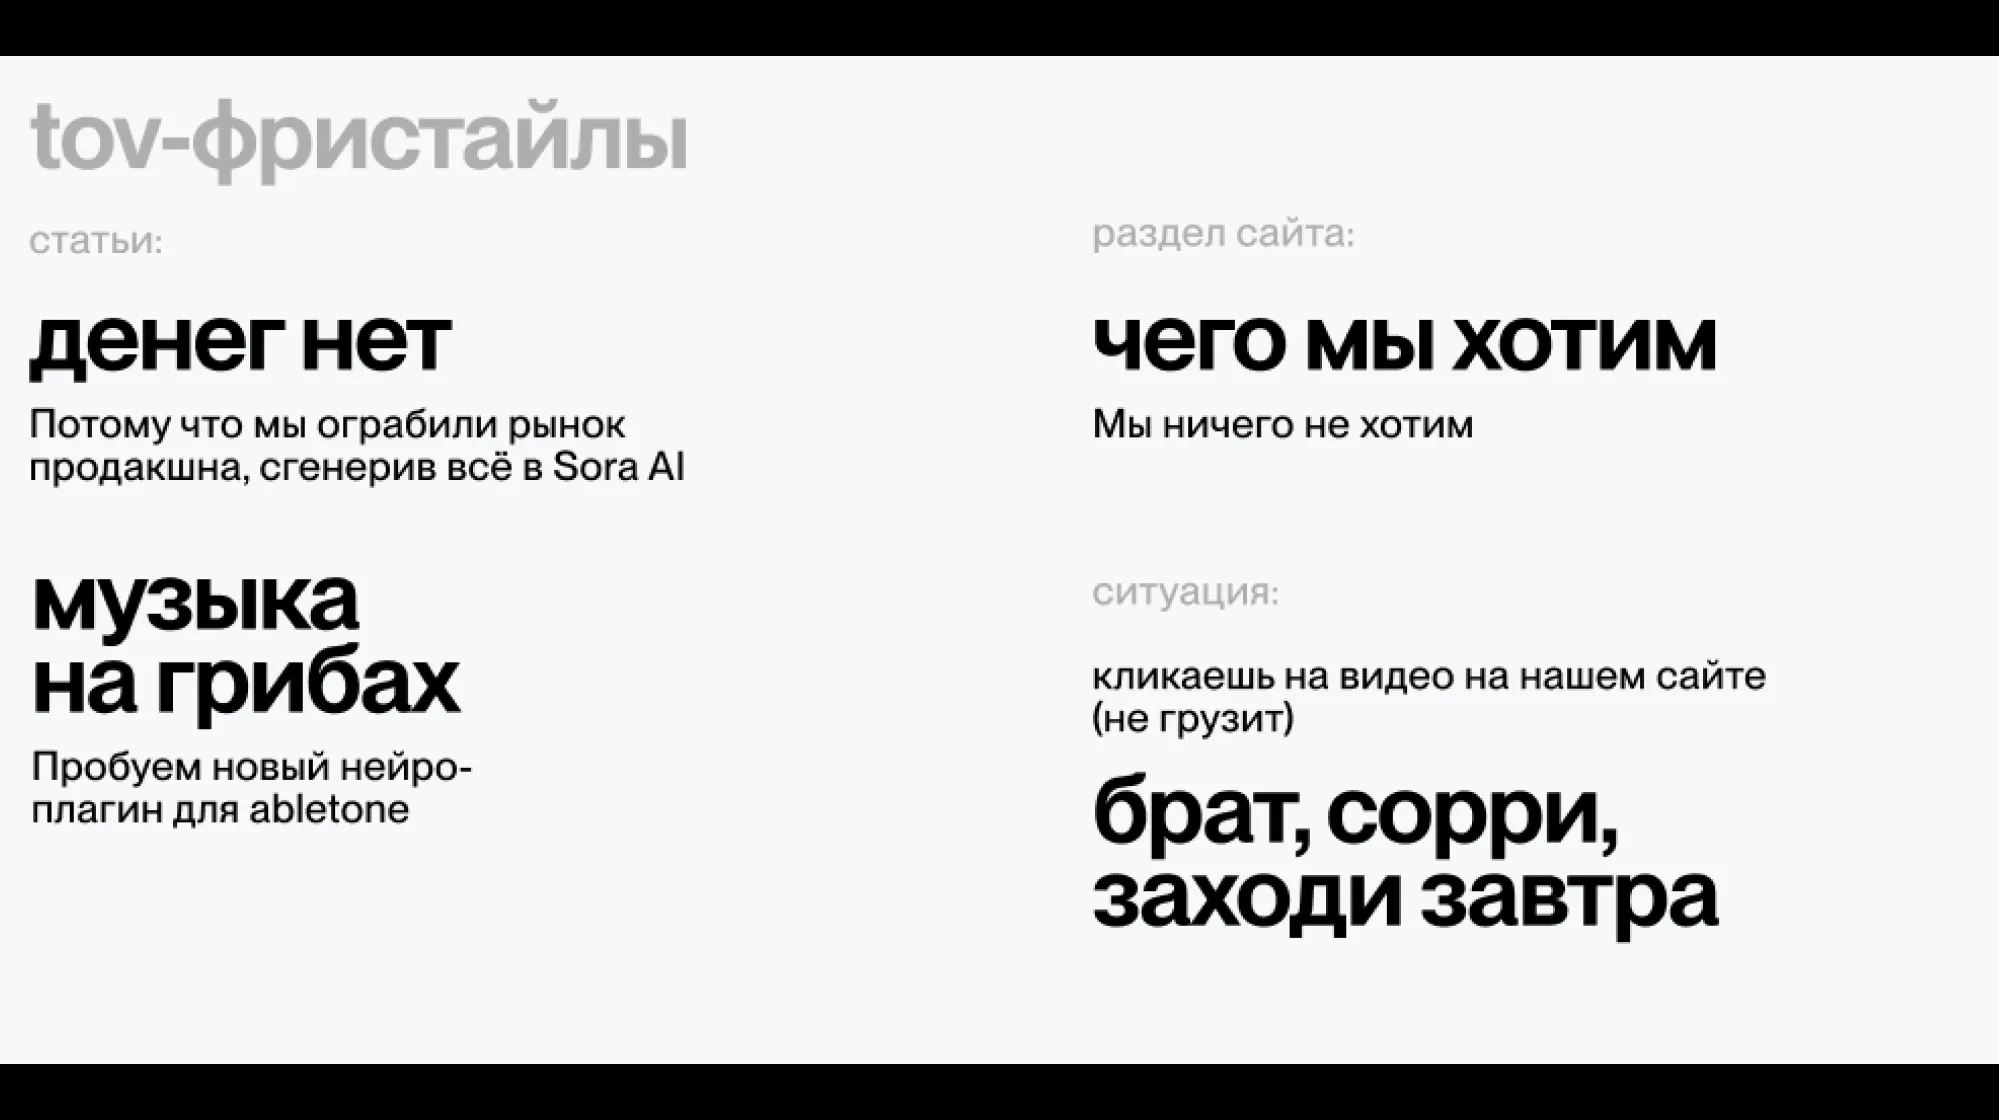 tov-фристайлы
статьи:
денег нет
Потому что мы ограбили рынок
продакшна, сгенерив всё в Sora AI
музыка
на грибах
Пробуем новый нейро-
плагин для abletone
раздел сайта:
чего мы хотим
Мы ничего не хотим
ситуация:
кликаешь на видео на нашем сайте
(не грузит)
брат, сорри,
заходи завтра